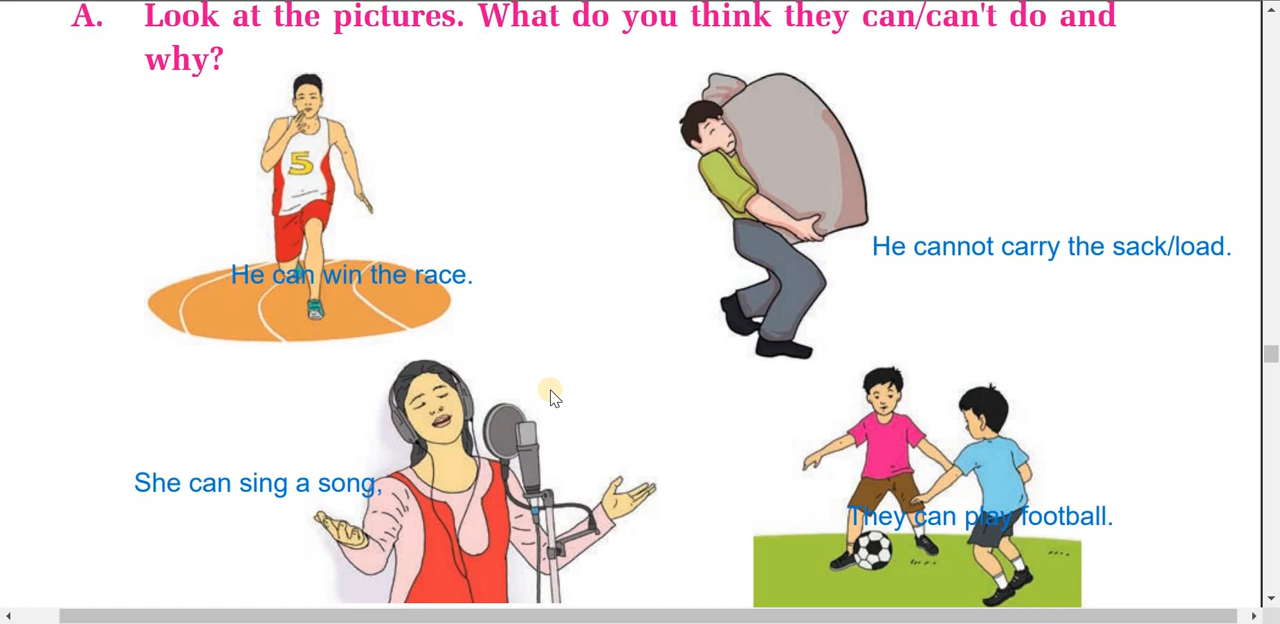 A. Look at the pictures. What do you think they can/can't do and
why?
5
He can win the race.
He cannot carry the sack/load.
She can sing a song,
They can play football.